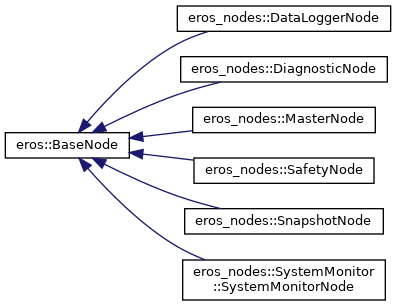 eros_nodes::DataLoggerNode
eros_nodes::DiagnosticNode
eros_nodes::MasterNode
eros::BaseNode
eros_nodes::SafetyNode
eros_nodes::SnapshotNode
eros_nodes::SystemMonitor
::SystemMonitorNode